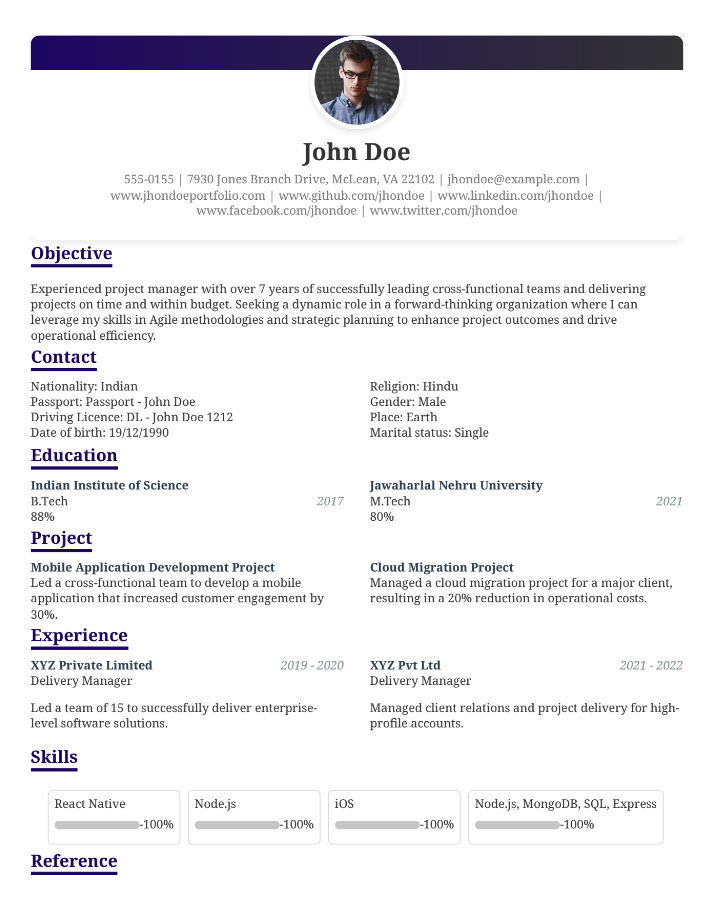 John Doe
555-0155 | 7930 Jones Branch Drive, McLean, VA 22102 | jhondoe@example.com |
www.jhondoeportfolio.com | www.github.com/jhondoe | www.linkedin.com/jhondoe |
www.facebook.com/jhondoe | www.twitter.com/jhondoe
Objective
Experienced project manager with over 7 years of successfully leading cross-functional teams and delivering
projects on time and within budget. Seeking a dynamic role in a forward-thinking organization where I can
leverage my skills in Agile methodologies and strategic planning to enhance project outcomes and drive
operational efficiency.
Contact
Nationality: Indian
Passport: Passport - John Doe
Driving Licence: DL - John Doe 1212
Date of birth: 19/12/1990
Religion: Hindu
Gender: Male
Place: Earth
Marital status: Single
Education
Indian Institute of Science
B.Tech 2017
88%
Jawaharlal Nehru University
M.Tech 2021
80%
Project
Mobile Application Development Project
Led a cross-functional team to develop a mobile
application that increased customer engagement by
30%.
Cloud Migration Project
Managed a cloud migration project for a major client,
resulting in a 20% reduction in operational costs.
Experience
XYZ Private Limited 2019 - 2020
Delivery Manager
Led a team of 15 to successfully deliver enterprise-
level software solutions.
XYZ Pvt Ltd 2021 - 2022
Delivery Manager
Managed client relations and project delivery for high-
profile accounts.
Skills
React Native
-100%
Node.js
-100%
iOS
-100%
Node.js, MongoDB, SQL, Express
-100%
Reference